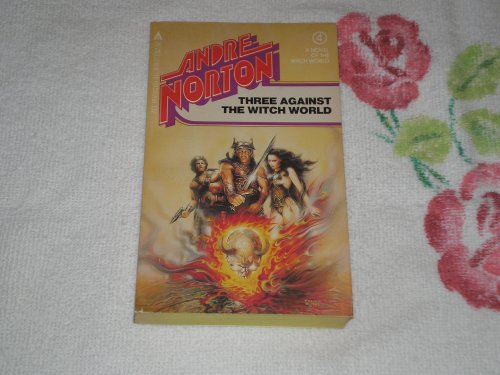 ANDRE
NORTON
4
A NOVEL
OF THE
WITCH WORLD
THREE AGAINST
THE WITCH WORLD